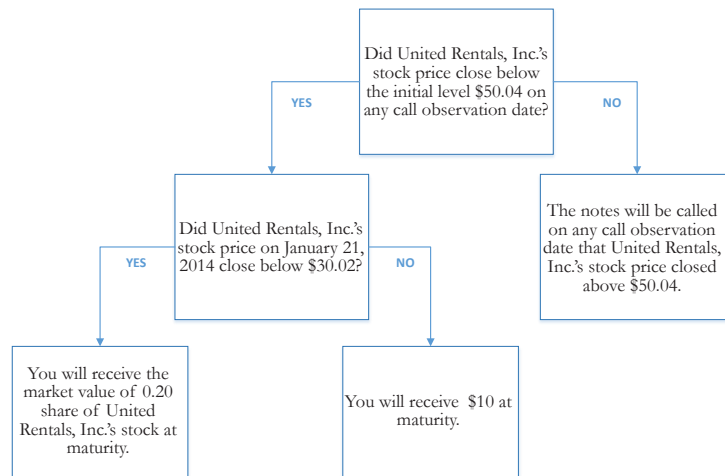 Did United Rentals, Inc.'s
stock price close below
the initial level $50.04 on
any call observation date?
YES
NO
Did United Rentals, Inc.'s
stock price on January 21,
2014 close below $30.02?
The notes will be called
on any call observation
date that United Rentals,
Inc.'s stock price closed
above $50.04.
YES
NO
You will receive the
market value of 0.20
share of United
Rentals, Inc.'s stock at
maturity.
You will receive $10 at
maturity.